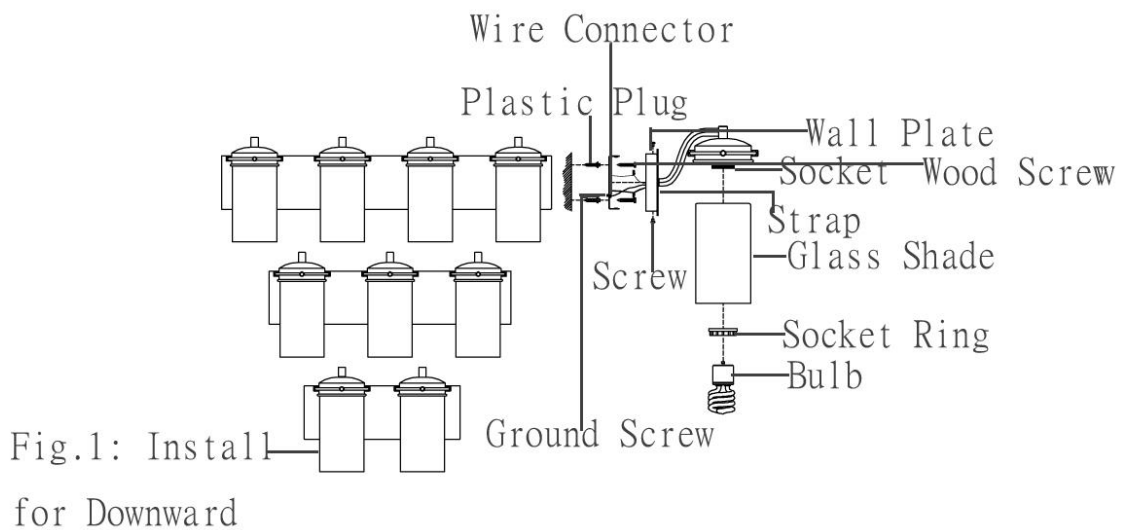 Wire Connector
Plastic Plug
Wall Plate
Socket
Wood Screw
Strap
Glass Shade
Screw
Socket Ring
Bulb
Ground Screw
Fig.1: Install
for Downward